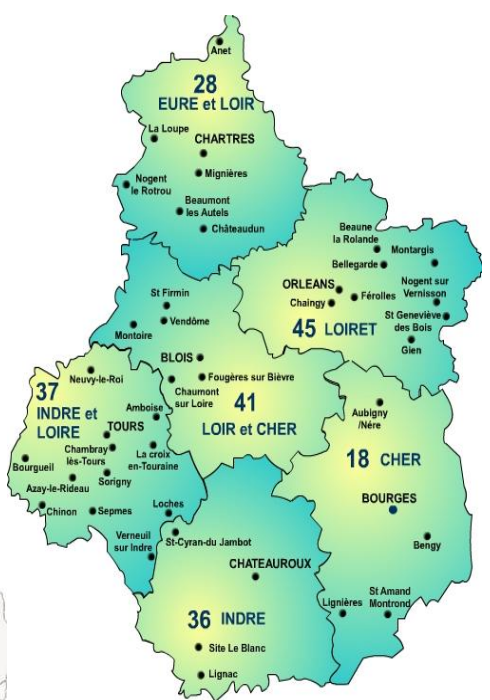 Anet
28
EURE et LOIR
La Loupe
CHARTRES
Mignières
Nogent
le Rotrou
Beaumont
les Autels
Châteaudun
Beaune
la Rolande
Montargis
Bellegarde
ORLEANS
Nogent sur
Vernisson
Férolles
Chaingy
St Geneviève
des Bois
45 LOIRET
Gien
St Firmin
Vendôme
Montoire
BLOIS
Fougères sur Bièvre
Chaumont
sur Loire
41
LOIR et CHER
37
INDRE et
LOIRE
Neuvy-le-Roi
Amboise
TOURS
Chambray
lès-Tours
La croix
en-Touraine
Bourgueil
Azay-le-Rideau
Sorigny
Chinon
Sepmes
Loches
Verneuil
sur Indre
Aubigny
/Nére
18 CHER
BOURGES
Bengy
St Amand
Montrond
Lignières
St-Cyran du Jambot
CHATEAUROUX
36 INDRE
Site Le Blanc
Lignac